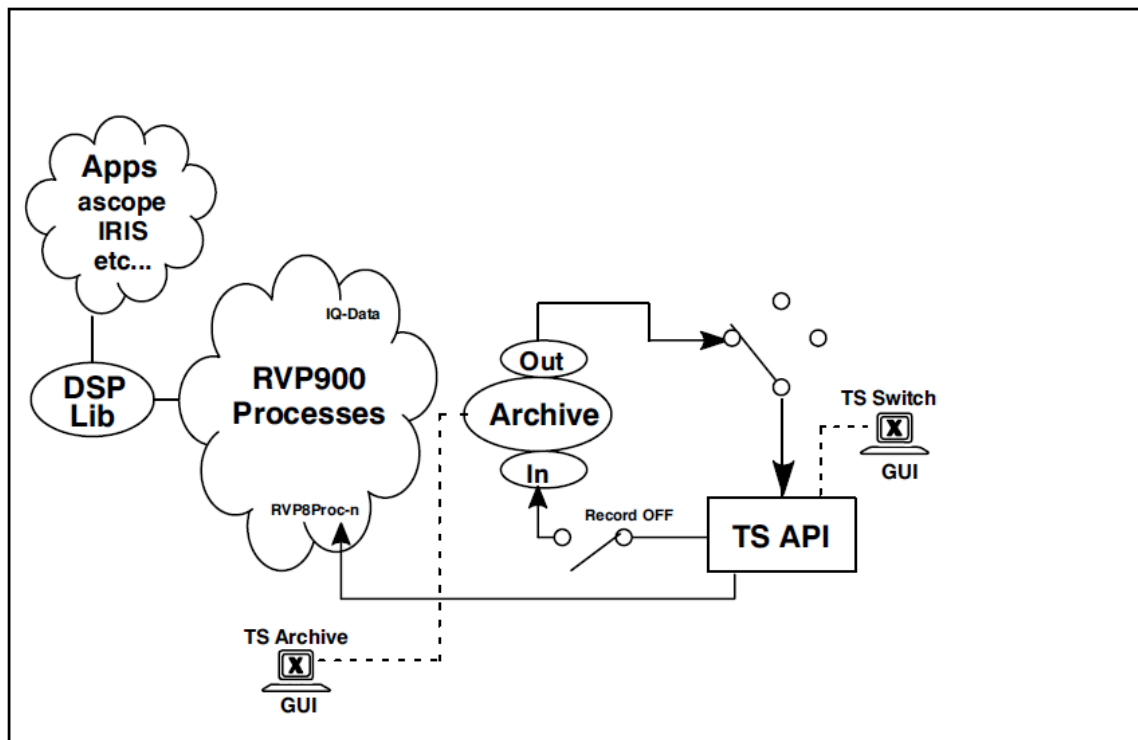 Apps
ascope
IRIS
etc...
DSP
Lib
IQ-Data
RVP900
Processes
RVP8Proc-n
Out
Archive
In
Record OFF
TS API
TS Switch
X
GUI
TS Archive
X
GUI